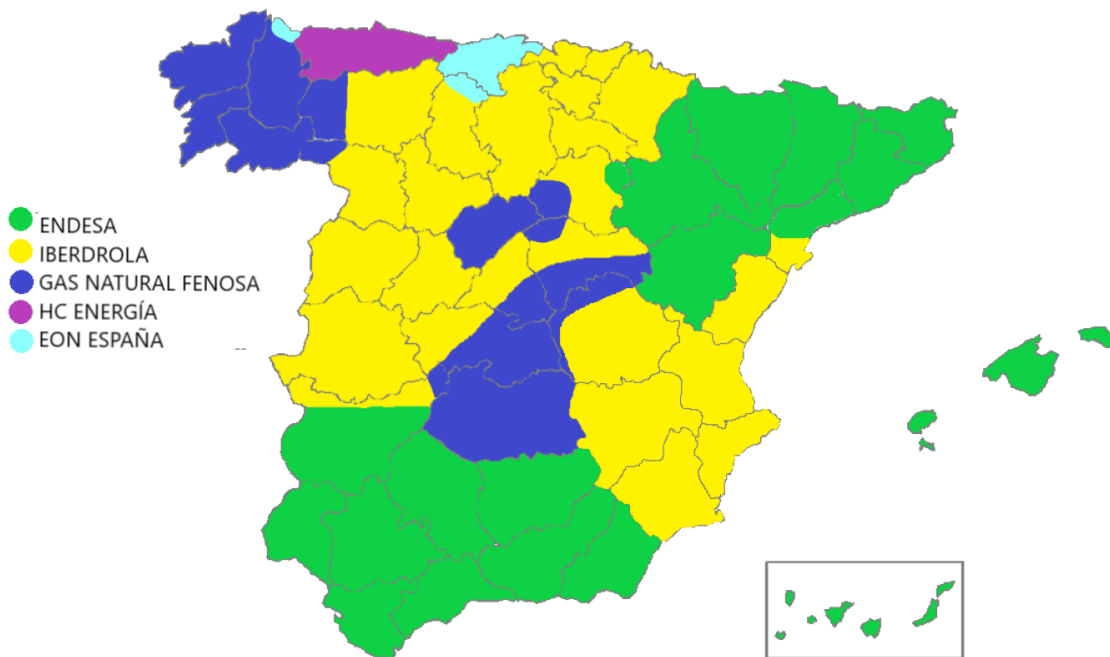 ENDESA
IBERDROLA
GAS NATURAL FENOSA
HC ENERGÍA
EON ESPAÑA